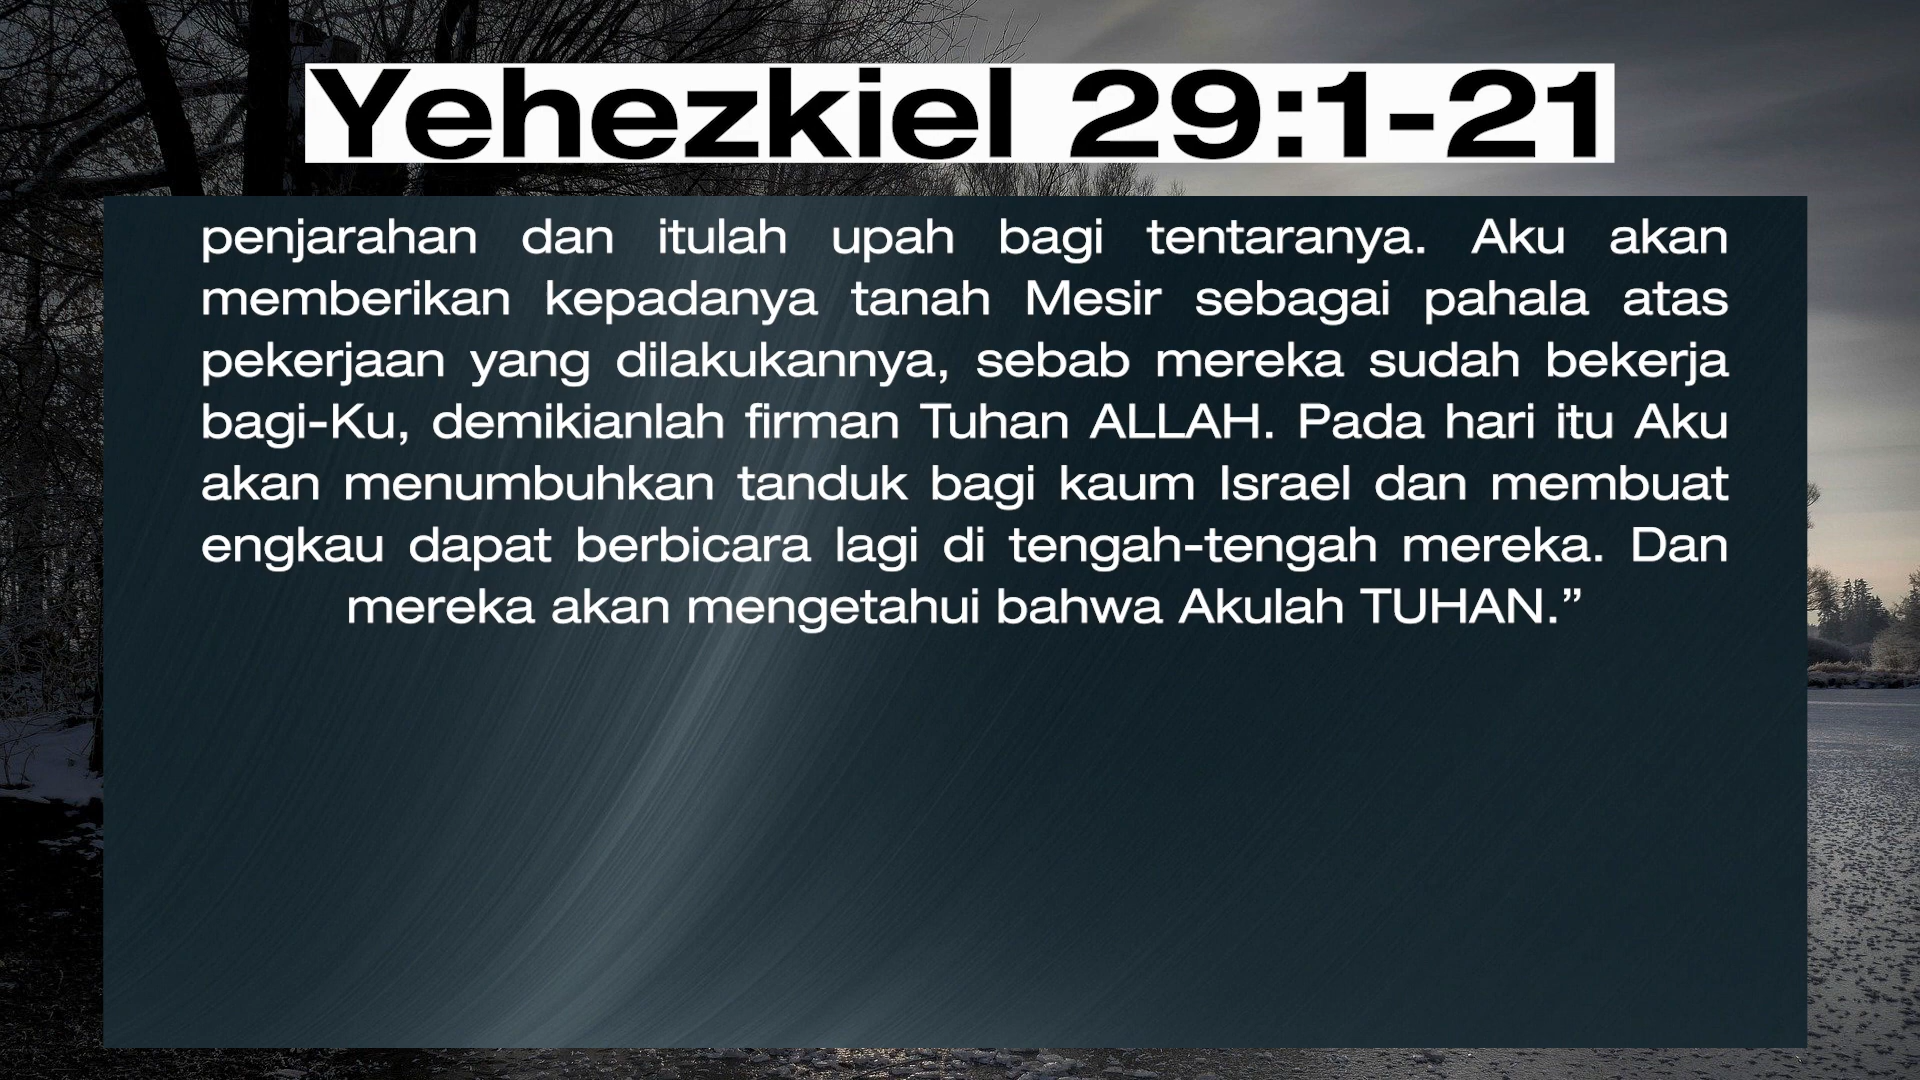 Yehezkiel 29:1-21
penjarahan dan itulah upah bagi tentaranya. Aku akan
memberikan kepadanya tanah Mesir sebagai pahala atas
pekerjaan yang dilakukannya, sebab mereka sudah bekerja
bagi-Ku, demikianlah firman Tuhan ALLAH. Pada hari itu Aku
akan menumbuhkan tanduk bagi kaum Israel dan membuat
engkau dapat berbicara lagi di tengah-tengah mereka. Dan
mereka akan mengetahui bahwa Akulah TUHAN.”